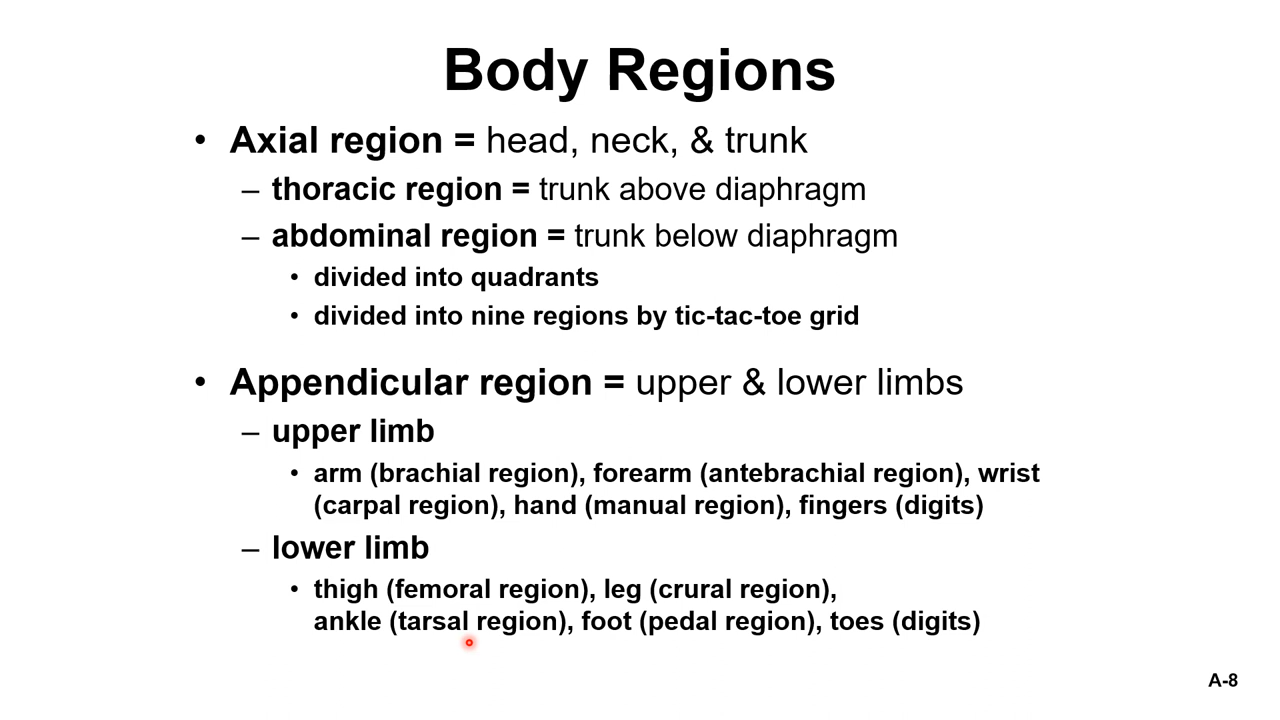 Body Regions
• Axial region = head, neck, & trunk
– thoracic region = trunk above diaphragm
– abdominal region = trunk below diaphragm
• divided into quadrants
• divided into nine regions by tic-tac-toe grid
• Appendicular region = upper & lower limbs
– upper limb
• arm (brachial region), forearm (antebrachial region), wrist
(carpal region), hand (manual region), fingers (digits)
– lower limb
• thigh (femoral region), leg (crural region),
ankle (tarsal region), foot (pedal region), toes (digits)
A-8